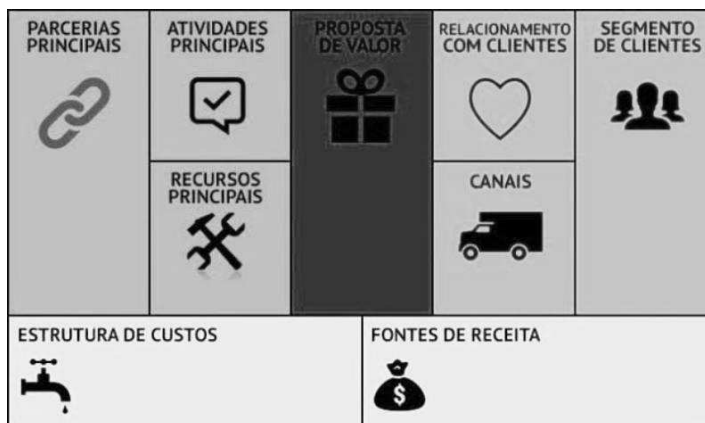 PARCERIAS
PRINCIPAIS
ATIVIDADES
PRINCIPAIS
PROPOSTA
DE VALOR
RELACIONAMENTO
COM CLIENTES
SEGMENTO
DE CLIENTES
RECURSOS
PRINCIPAIS
CANAIS
ESTRUTURA DE CUSTOS
FONTES DE RECEITA
$